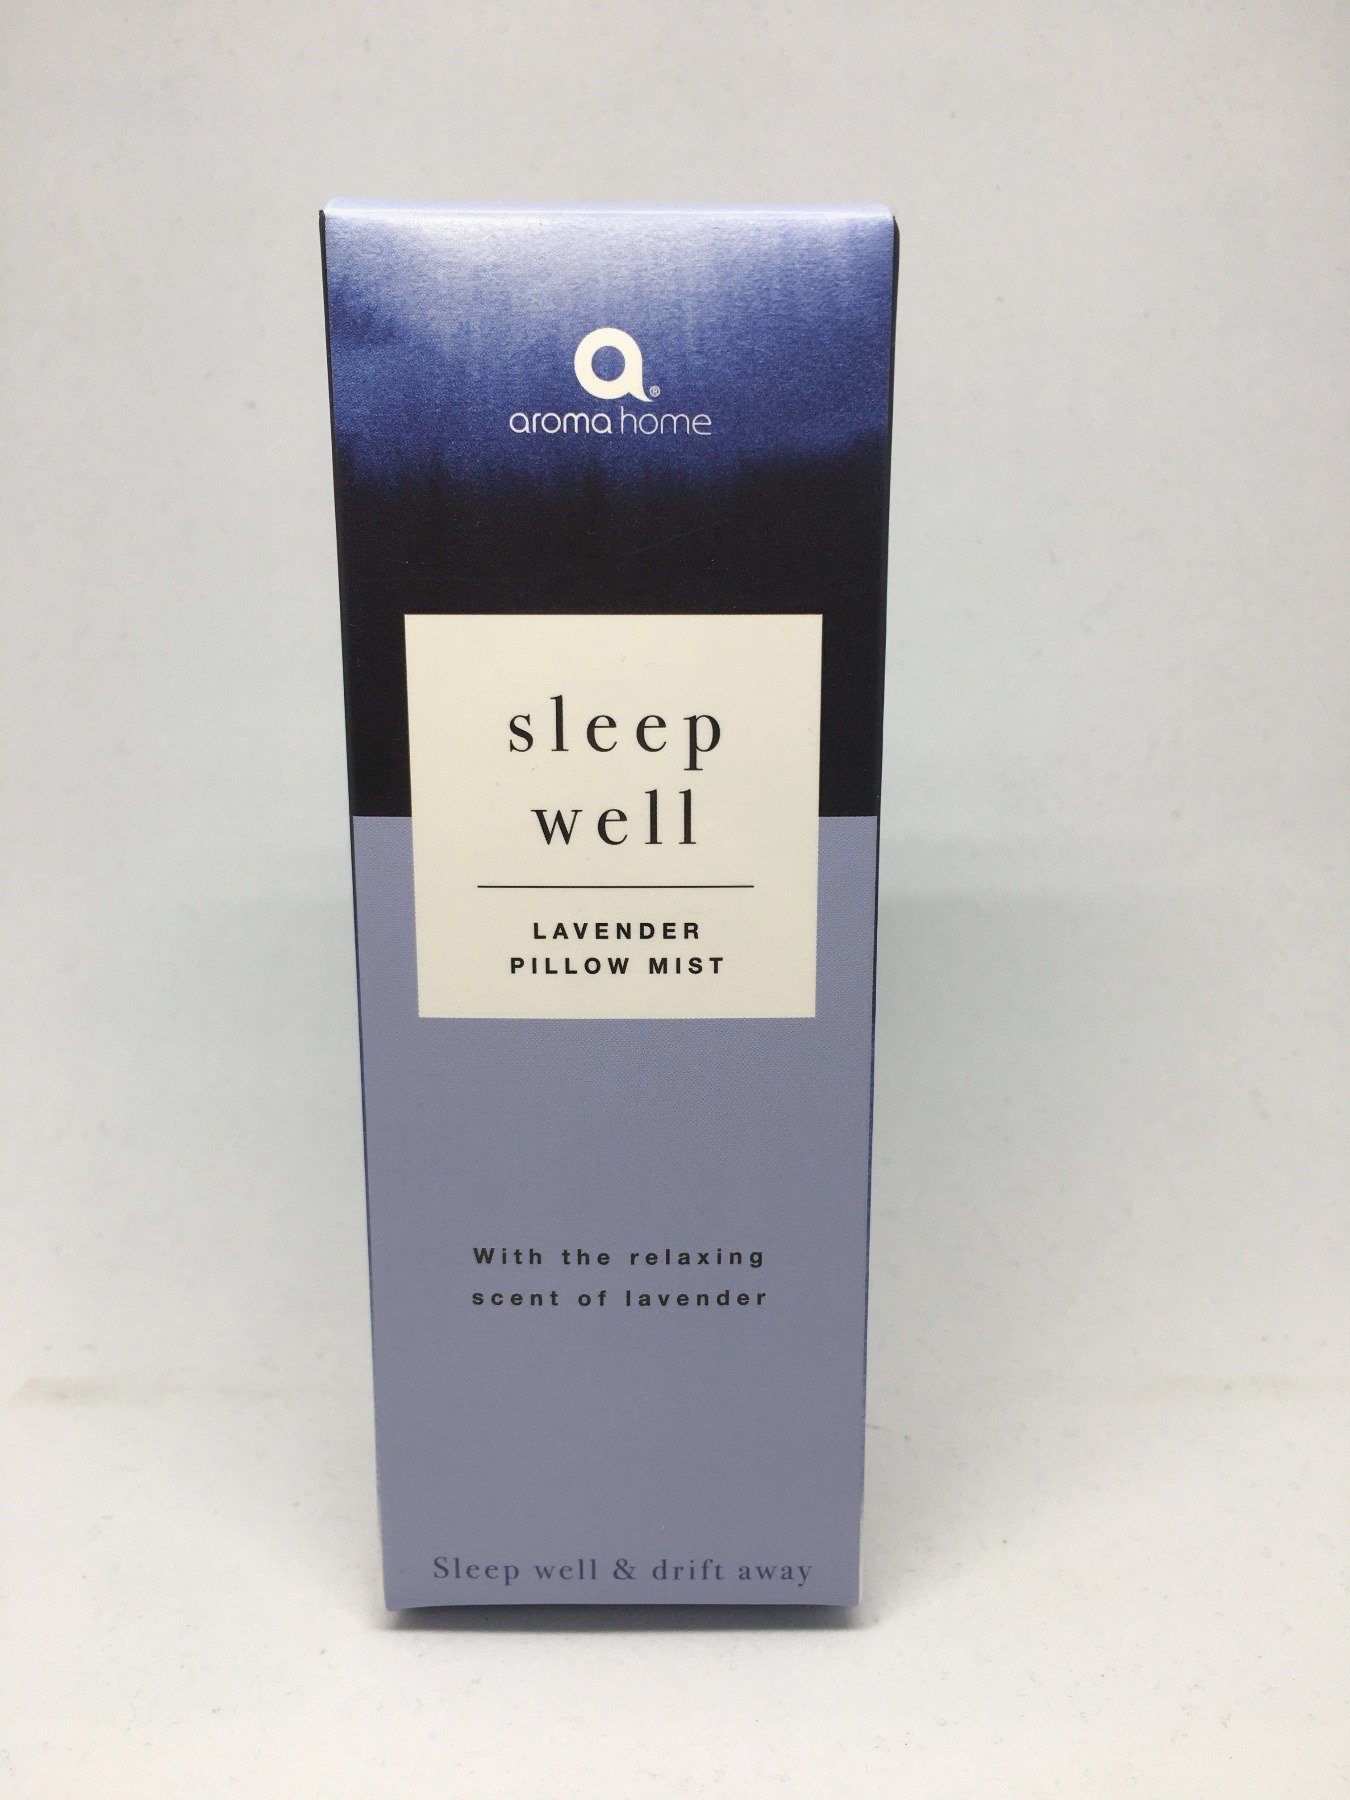 a®
aroma home
sleep
well
LAVENDER
PILLOW MIST
With the relaxing
scent of lavender
Sleep well & drift away